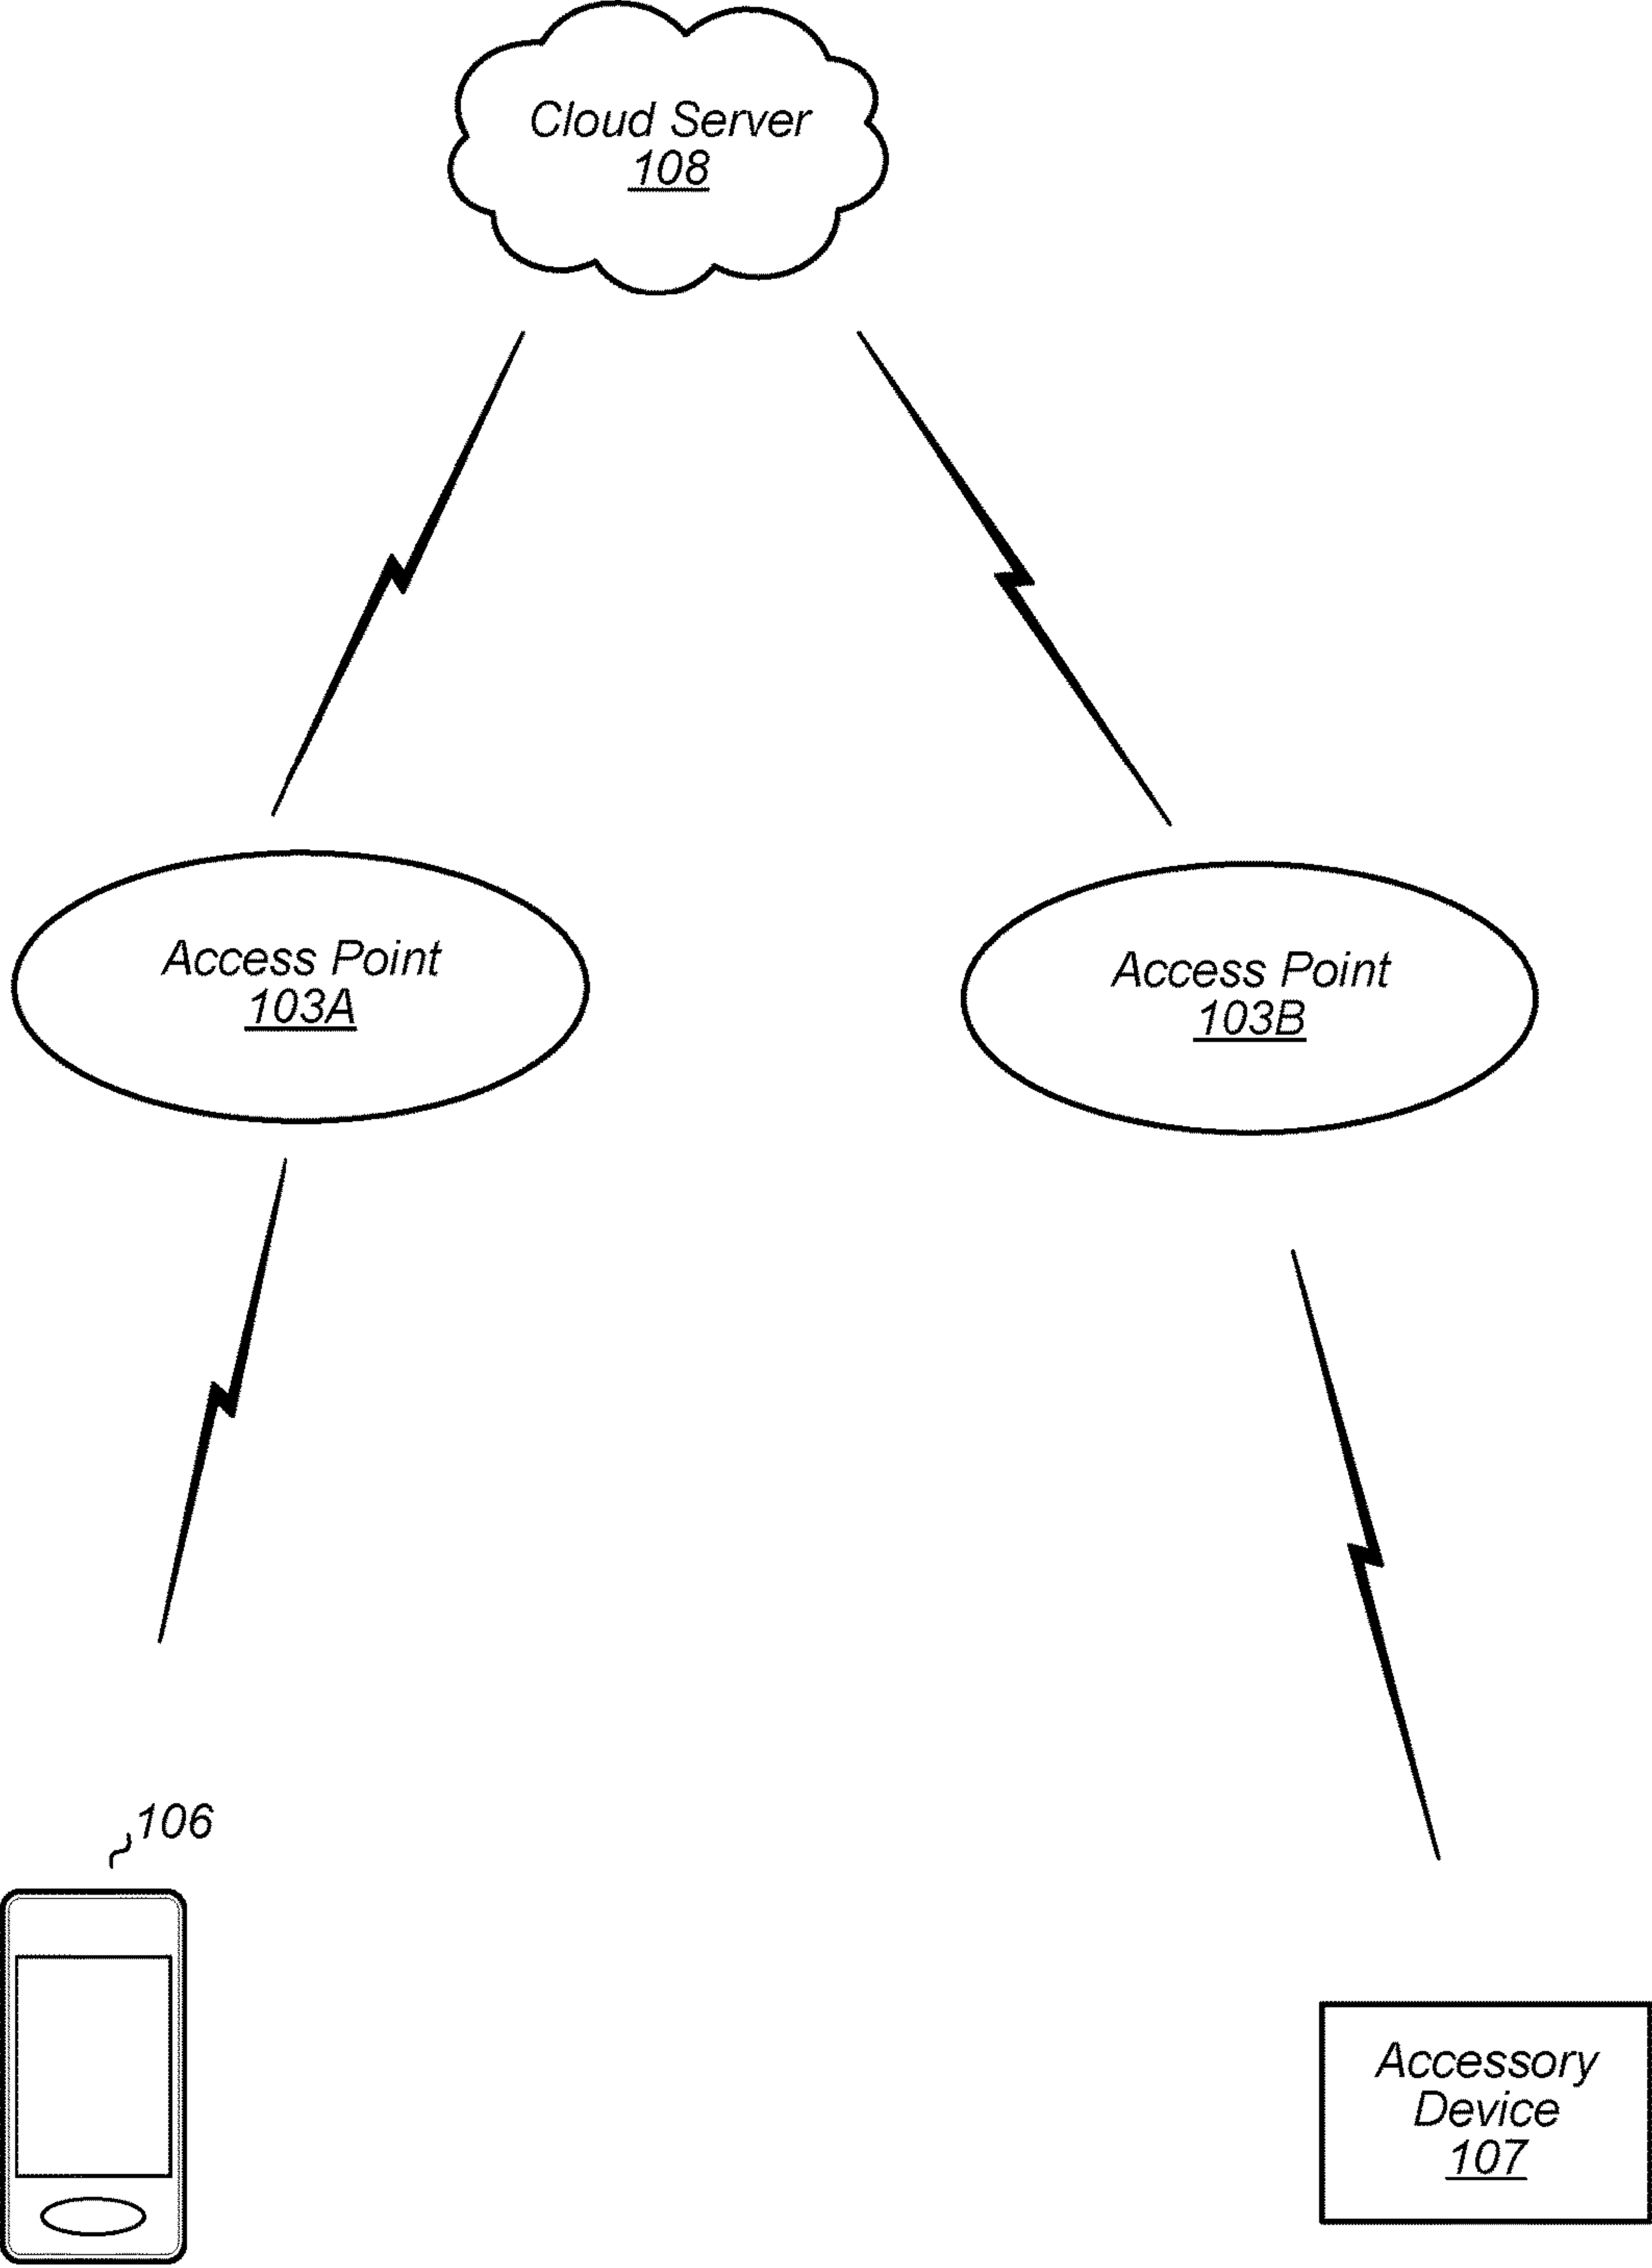 Cloud Server
108
Access Point
103A
Access Point
103B
106
Accessory
Device
107